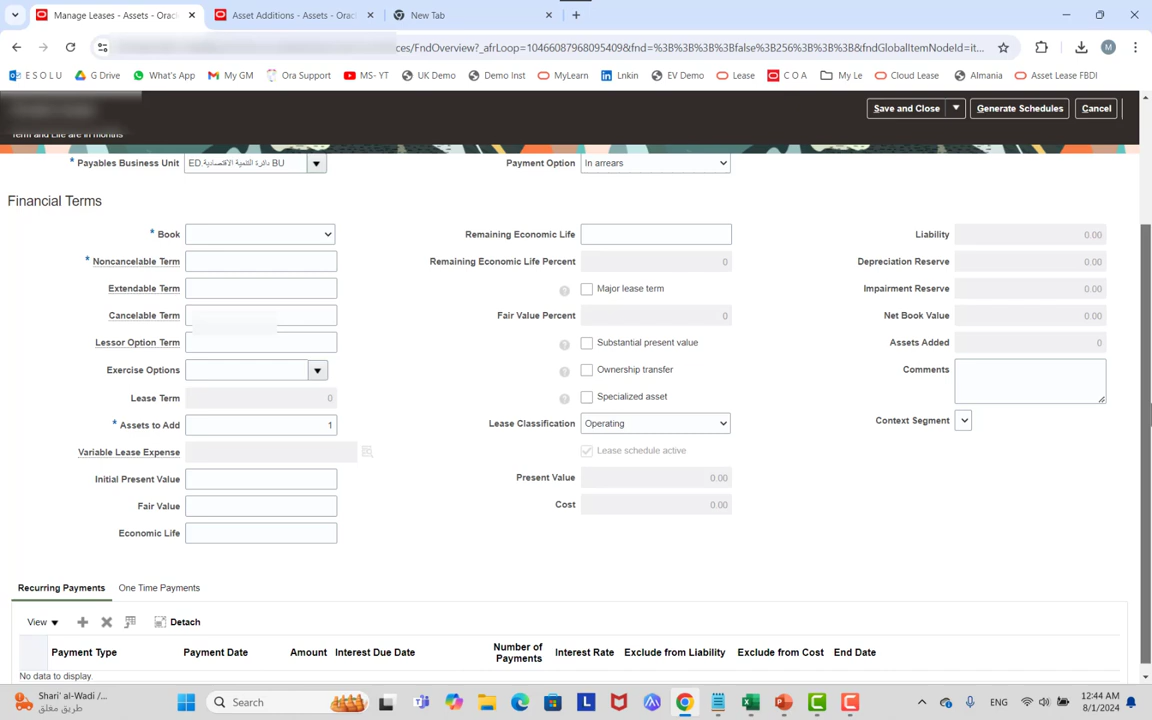 Manage Leases - Assets - Orac
Asset Additions - Assets - Orac
New Tab
ces/FndOverview?_afrLoop=1046608796809540​9&fnd=%3B%3B%3B%3Bfalse%3B256%3B%3B%3B&fndGlobalItemNodeId=it...
M
E S O L U
G Drive
What's App
My GM
Ora Support
MS- YT
UK Demo
Demo Inst
MyLearn
Lnkin
EV Demo
Lease
C O A
My Le
Cloud Lease
Almania
Asset Lease FBDI
Save and Close
Generate Schedules
Cancel
Term and Life are in months
* Payables Business Unit ED.دائرة التنمية الاقتصادية BU
Payment Option In arrears
Financial Terms
* Book
* Noncancelable Term
Extendable Term
Cancelable Term
Lessor Option Term
Exercise Options
Lease Term 0
* Assets to Add 1
Variable Lease Expense
Initial Present Value
Fair Value
Economic Life
Remaining Economic Life
Remaining Economic Life Percent 0
Major lease term
Fair Value Percent 0
Substantial present value
Ownership transfer
Specialized asset
Lease Classification Operating
Lease schedule active
Present Value 0.00
Cost 0.00
Liability 0.00
Depreciation Reserve 0.00
Impairment Reserve 0.00
Net Book Value 0.00
Assets Added 0
Comments
Context Segment
Recurring Payments
One Time Payments
View
Detach
Payment Type
Payment Date
Amount
Interest Due Date
Number of
Payments
Interest Rate
Exclude from Liability
Exclude from Cost
End Date
No data to display.
Shari' al-Wadi /...
طريق مغلق
Search
ENG
12:44 AM
8/1/2024